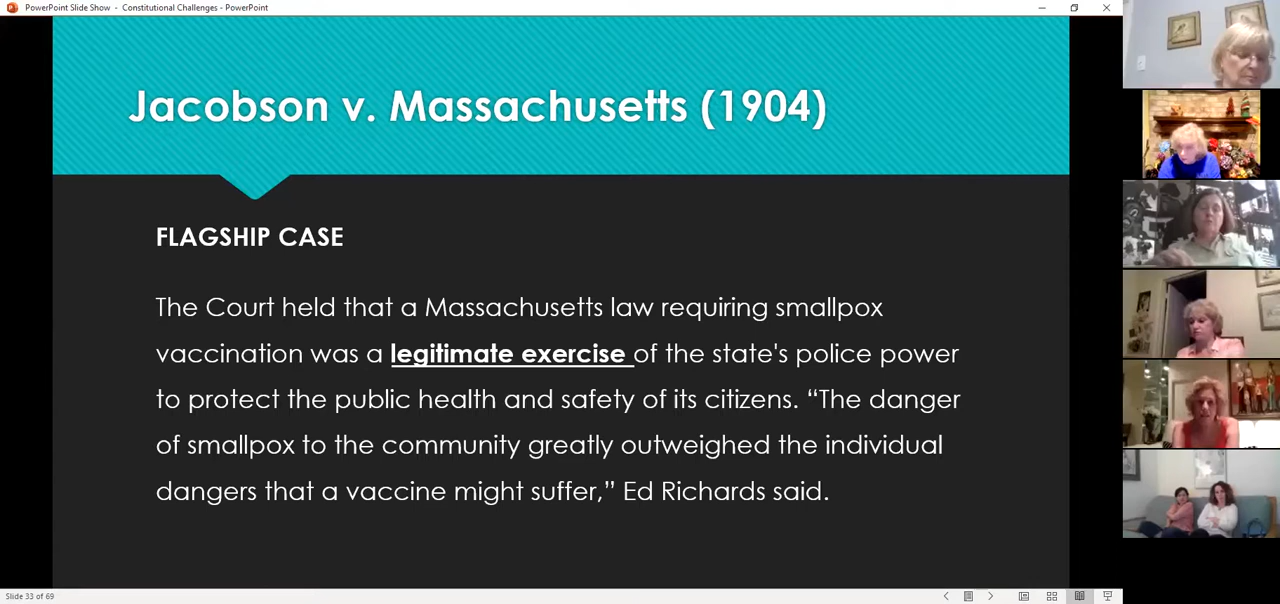 PowerPoint Slide Show - Constitutional Challenges - PowerPoint
Jacobson v. Massachusetts (1904)
FLAGSHIP CASE
The Court held that a Massachusetts law requiring smallpox
vaccination was a legitimate exercise of the state's police power
to protect the public health and safety of its citizens. “The danger
of smallpox to the community greatly outweighed the individual
dangers that a vaccine might suffer,” Ed Richards said.
Slide 33 of 69